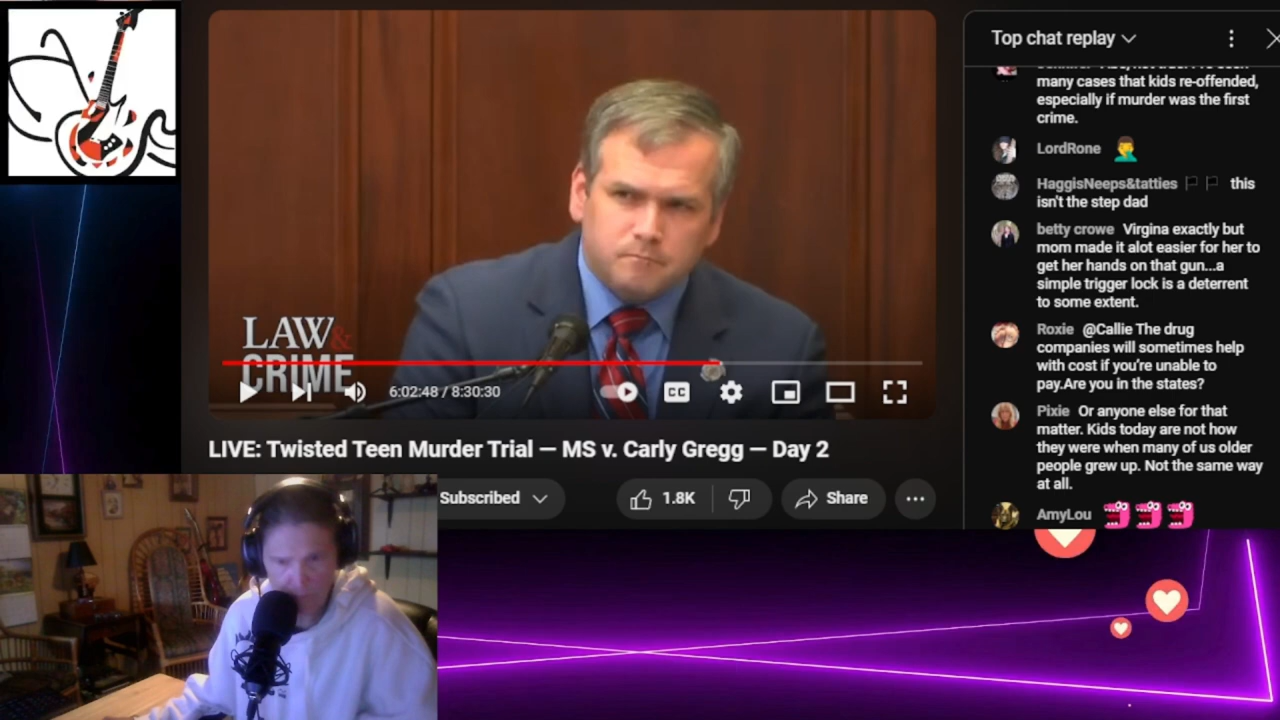 Top chat replay
many cases that kids re-offended,
especially if murder was the first
crime.
LordRone
HaggisNeeps&tatties this
isn't the step dad
betty crowe Virgina exactly but
mom made it alot easier for her to
get her hands on that gun...a
simple trigger lock is a deterrent
to some extent.
Roxie @Callie The drug
companies will sometimes help
with cost if you're unable to
pay.Are you in the states?
Pixie Or anyone else for that
matter. Kids today are not how
they were when many of us older
people grew up. Not the same way
at all.
AmyLou
LAW&
CRIME
6:02:48 / 8:30:30
CC
LIVE: Twisted Teen Murder Trial — MS v. Carly Gregg — Day 2
Subscribed
1.8K
Share